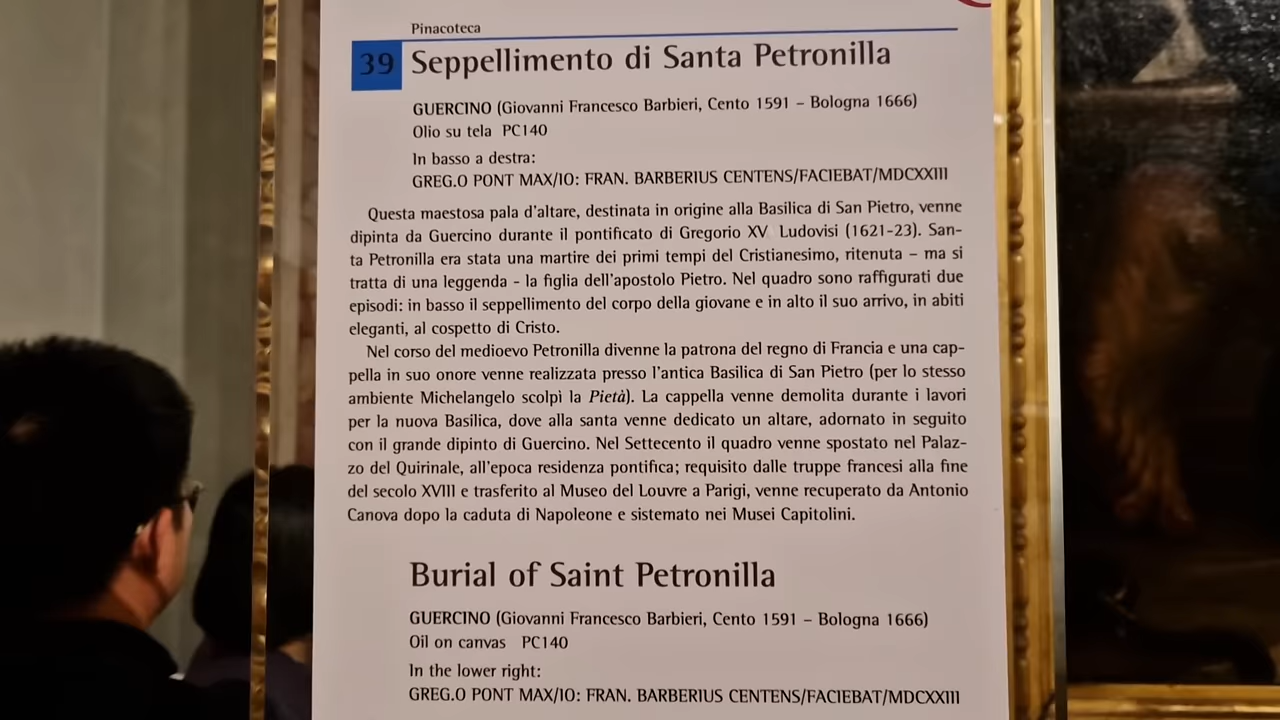 Pinacoteca
39 Seppellimento di Santa Petronilla
GUERCINO (Giovanni Francesco Barbieri, Cento 1591 – Bologna 1666)
Olio su tela PC140
In basso a destra:
GREG.O PONT MAX/IO: FRAN. BARBERIUS CENTENS/FACIEBAT/MDCXXIII
Questa maestosa pala d'altare, destinata in origine alla Basilica di San Pietro, venne
dipinta da Guercino durante il pontificato di Gregorio XV Ludovisi (1621-23). San-
ta Petronilla era stata una martire dei primi tempi del Cristianesimo, ritenuta – ma si
tratta di una leggenda - la figlia dell'apostolo Pietro. Nel quadro sono raffigurati due
episodi: in basso il seppellimento del corpo della giovane e in alto il suo arrivo, in abiti
eleganti, al cospetto di Cristo.
Nel corso del medioevo Petronilla divenne la patrona del regno di Francia e una cap-
pella in suo onore venne realizzata presso l'antica Basilica di San Pietro (per lo stesso
ambiente Michelangelo scolpì la Pietà). La cappella venne demolita durante i lavori
per la nuova Basilica, dove alla santa venne dedicato un altare, adornato in seguito
con il grande dipinto di Guercino. Nel Settecento il quadro venne spostato nel Palaz-
zo del Quirinale, all'epoca residenza pontifica; requisito dalle truppe francesi alla fine
del secolo XVIII e trasferito al Museo del Louvre a Parigi, venne recuperato da Antonio
Canova dopo la caduta di Napoleone e sistemato nei Musei Capitolini.
Burial of Saint Petronilla
GUERCINO (Giovanni Francesco Barbieri, Cento 1591 – Bologna 1666)
Oil on canvas PC140
In the lower right:
GREG.O PONT MAX/IO: FRAN. BARBERIUS CENTENS/FACIEBAT/MDCXXIII